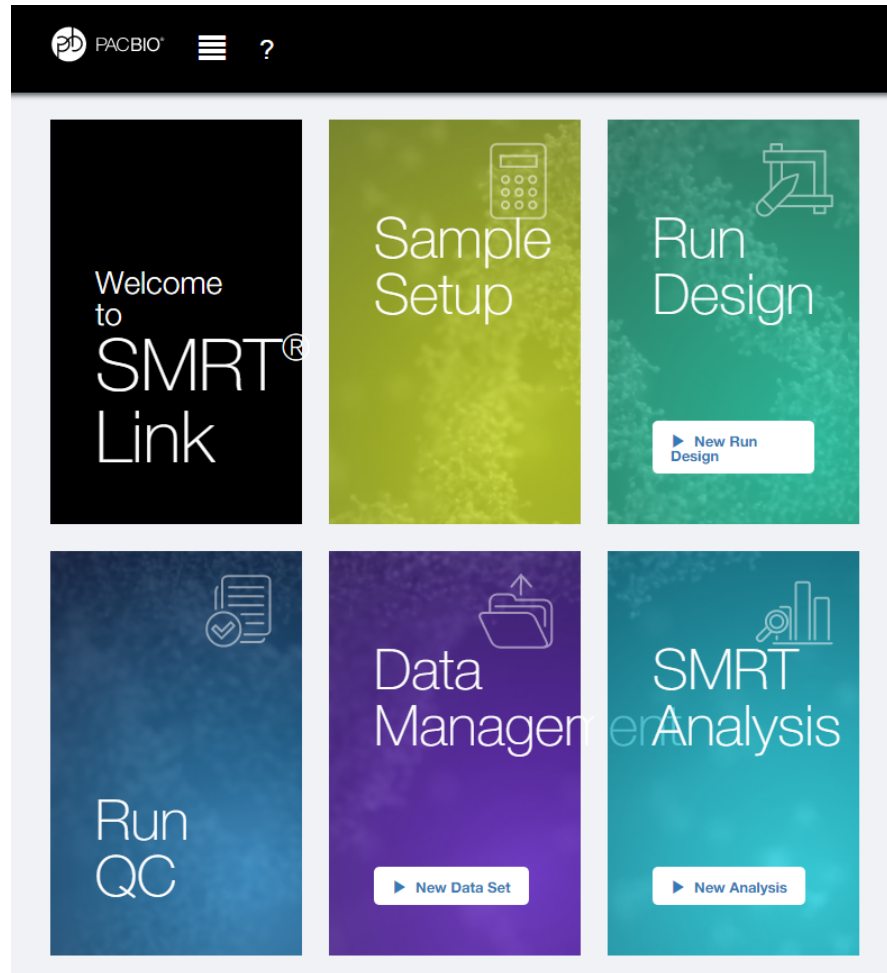 PACBIO®
?
Welcome
to
SMRT®
Link
Sample
Setup
Run
Design
New Run
Design
Run
QC
Data
Management
New Data Set
SMRT
Analysis
New Analysis